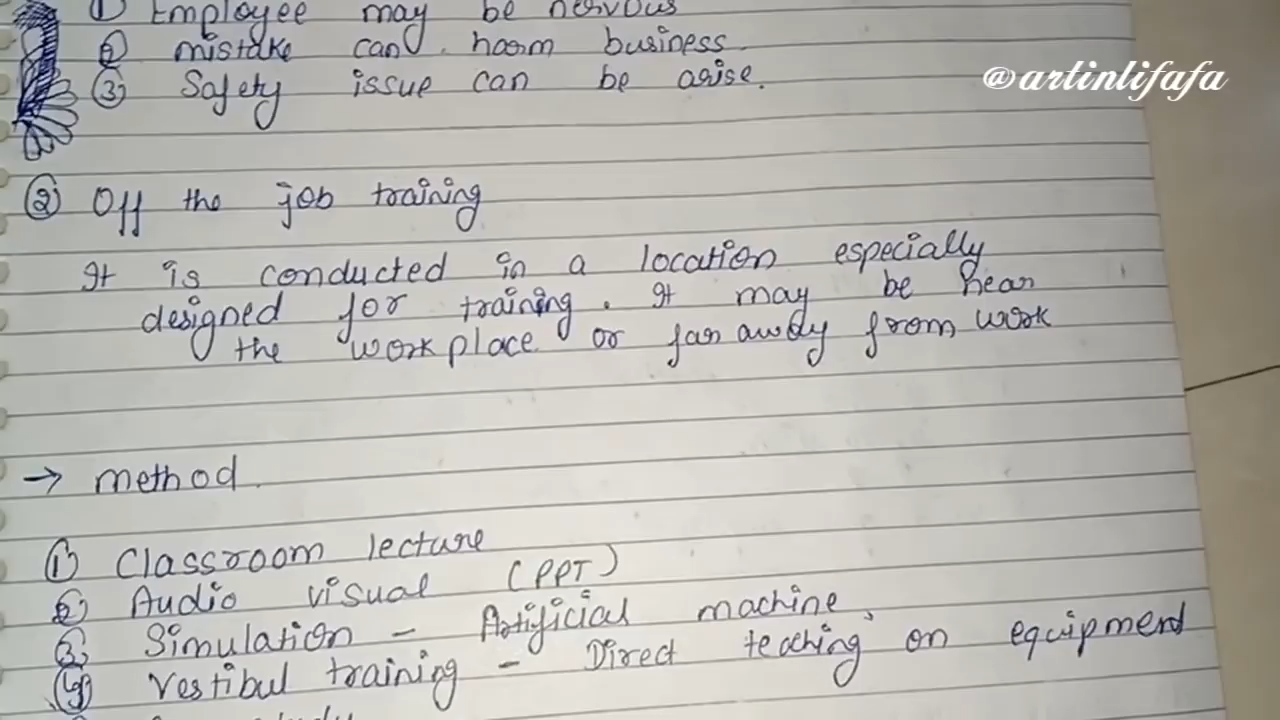 ① Employee may be nervous
② mistake can harm business.
③ Safety issue can be arise.
@artinlifafa
② Off the job training
It is conducted in a location especially
designed for training. It may be near
the workplace or far away from work
→ method.
① Classroom lecture
② Audio visual (PPT)
③ Simulation - Artificial machine,
④ Vestibul training - Direct teaching on equipment
study